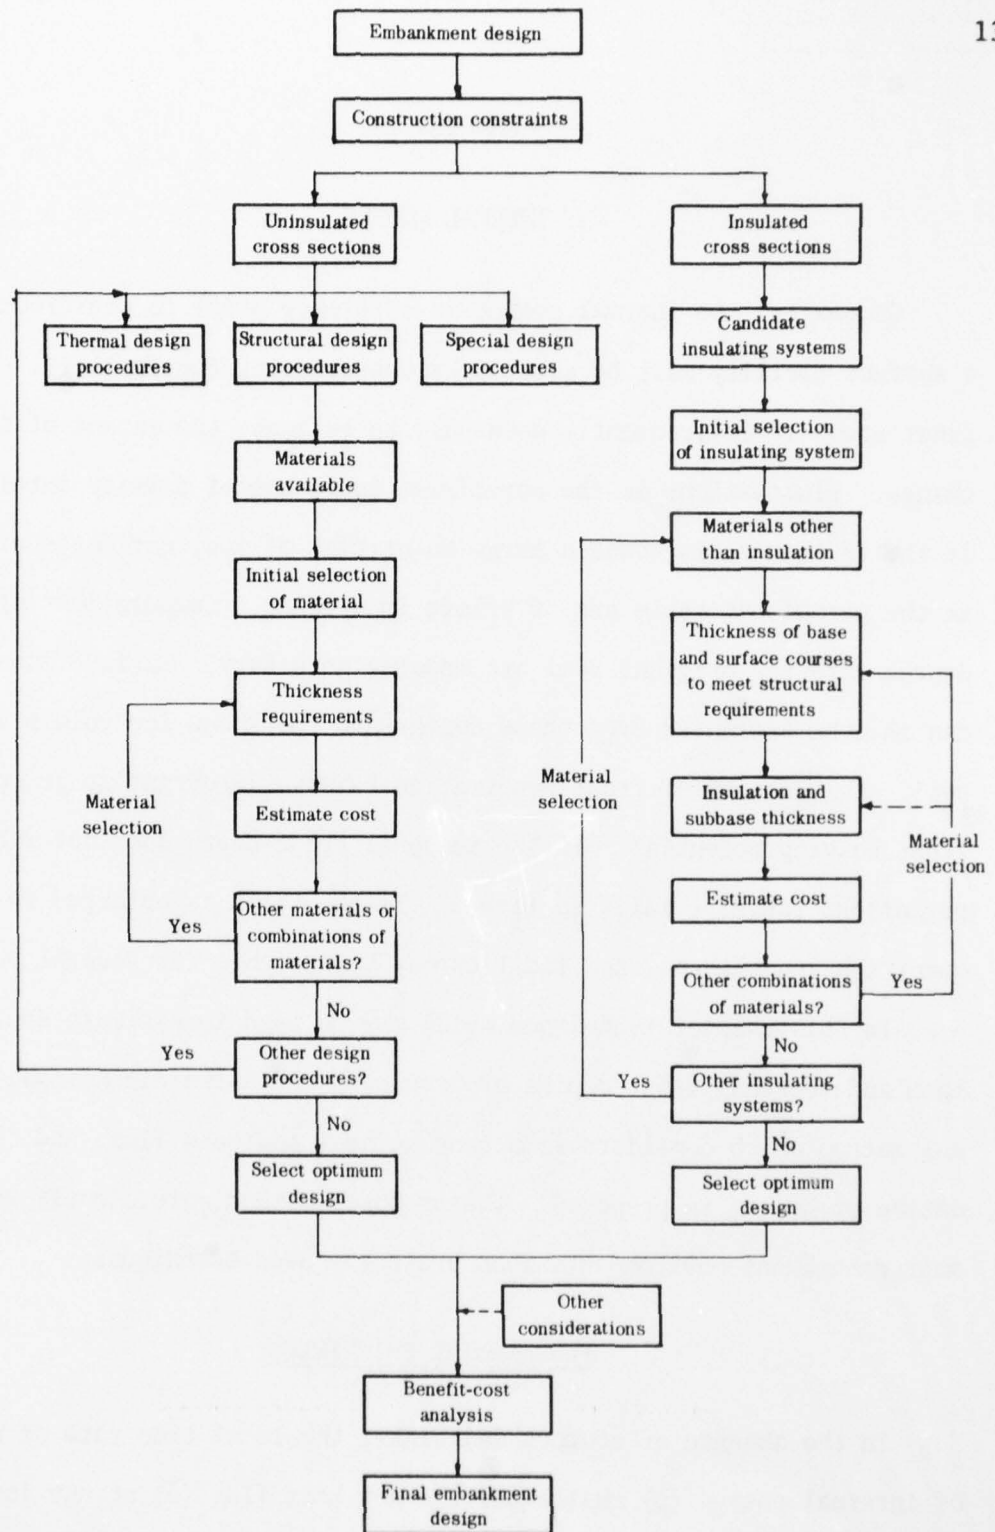 11
Embankment design
Construction constraints
Uninsulated
cross sections
Insulated
cross sections
Thermal design
procedures
Structural design
procedures
Special design
procedures
Candidate
insulating systems
Initial selection
of insulating system
Materials
available
Materials other
than insulation
Initial selection
of material
Thickness of base
and surface courses
to meet structural
requirements
Thickness
requirements
Material
selection
Material
selection
Insulation and
subbase thickness
Material
selection
Estimate cost
Estimate cost
Other materials or
combinations of
materials?
Yes
Other combinations
of materials?
Yes
No
No
Yes
Other design
procedures?
Yes
Other insulating
systems?
No
No
Select optimum
design
Select optimum
design
Other
considerations
Benefit-cost
analysis
Final embankment
design